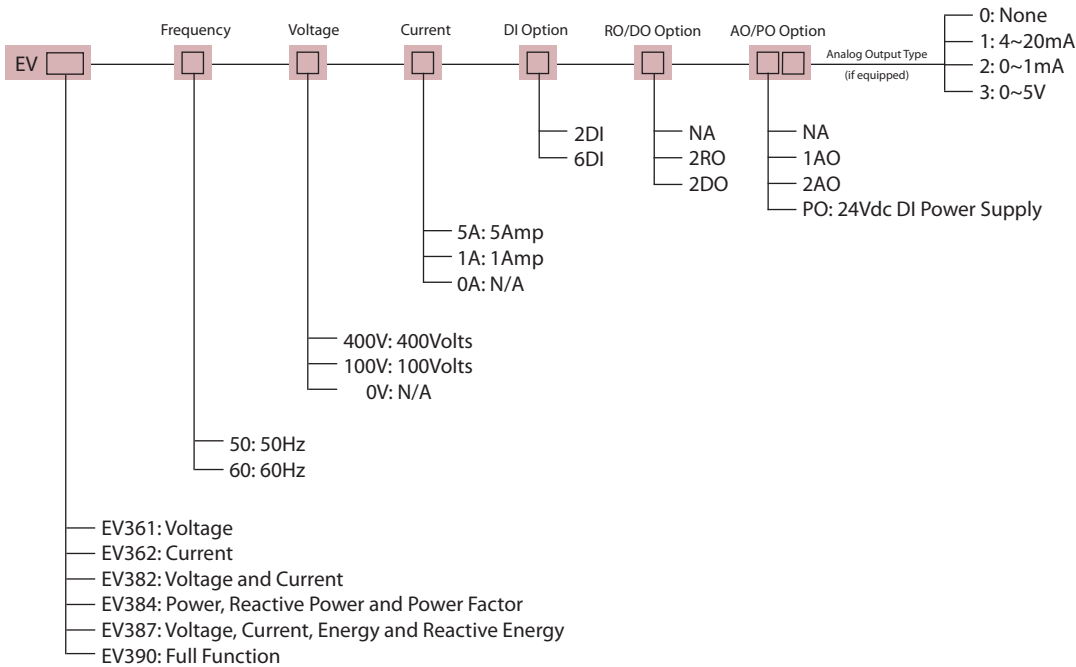 Frequency
Voltage
Current
DI Option
RO/DO Option
AO/PO Option
EV
Analog Output Type
(if equipped)
0: None
1: 4~20mA
2: 0~1mA
3: 0~5V
2DI
6DI
NA
2RO
2DO
NA
1AO
2AO
PO: 24Vdc DI Power Supply
5A: 5Amp
1A: 1Amp
0A: N/A
400V: 400Volts
100V: 100Volts
0V: N/A
50: 50Hz
60: 60Hz
EV361: Voltage
EV362: Current
EV382: Voltage and Current
EV384: Power, Reactive Power and Power Factor
EV387: Voltage, Current, Energy and Reactive Energy
EV390: Full Function